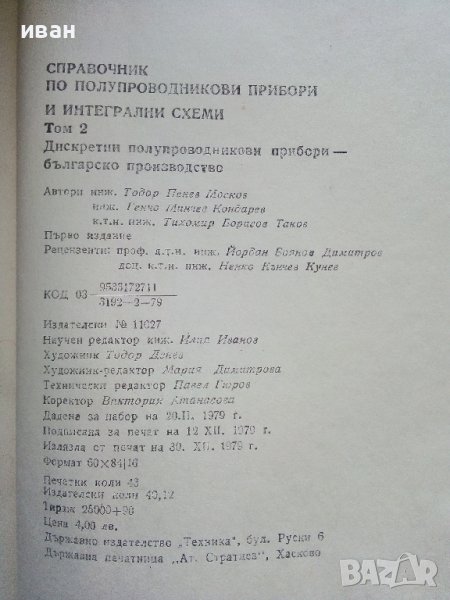 иван
СПРАВОЧНИК
ПО ПОЛУПРОВОДНИКОВИ ПРИБОРИ
И ИНТЕГРАЛНИ СХЕМИ
Том 2
Дискретни полупроводникови прибори —
българско производство
Автори инж. Тодор Пенев Москов
инж. Генчо Минчев Кондарев
к.т.н. инж. Тихомир Борисов Таков
Първо издание
Рецензенти: проф. д.т.н. инж. Йордан Боянов Димитров
доц. к.т.н. инж. Ненко Кънчев Кунев
КОД 03 9533172711
3192—2—79
Издателски № 11027
Научен редактор инж. Илия Иванов
Художник Тодор Денев
Художник-редактор Мария Димитрова
Технически редактор Павел Гюров
Коректор Виктория Атанасова
Дадена за набор на 20.II. 1979 г.
Подписана за печат на 12 XII. 1979 г.
Излязла от печат на 30. XII. 1979 г.
Формат 60×84|16
Печатни коли 43
Издателски коли 40,12
Тираж 25000+90
Цена 4,00 лв.
Държавно издателство „Техника", бул. Руски 6
Държавна печатница „Ат. Стратиев", Хасково
BAZAR